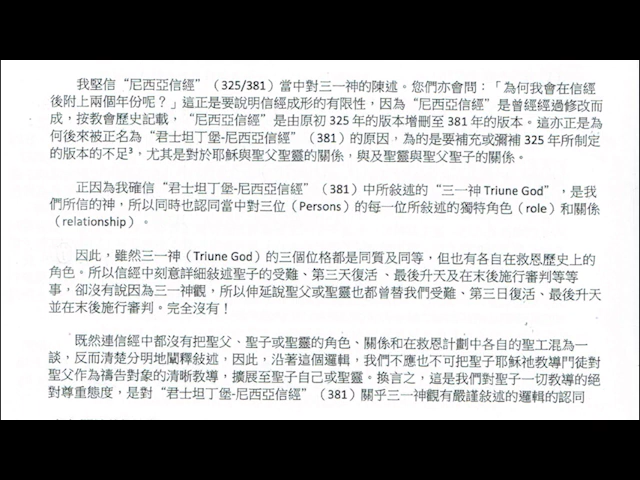 我堅信“尼西亞信經”（325/381）當中對三一神的陳述。您們亦會問：「為何我會在信經
後附上兩個年份呢？」這正是要說明信經成形的有限性，因為“尼西亞信經”是曾經經過修改而
成，按教會歷史記載，“尼西亞信經”是由原初 325 年的版本增刪至 381 年的版本。這亦正是為
何後來被正名為“君士坦丁堡-尼西亞信經”（381）的原因，為的是要補充或彌補 325 年所制定
的版本的不足³，尤其是對於耶穌與聖父聖靈的關係，與及聖靈與聖父聖子的關係。
正因為我確信“君士坦丁堡-尼西亞信經”（381）中所敘述的“三一神 Triune God”，是我
們所信的神，所以同時也認同當中對三位（Persons）的每一位所敘述的獨特角色（role）和關係
（relationship）。
因此，雖然三一神（Triune God）的三個位格都是同質及同等，但也有各自在救恩歷史上的
角色。所以信經中刻意詳細敘述聖子的受難、第三天復活 、最後升天及在末後施行審判等等
事，卻沒有說因為三一神觀，所以伸延說聖父或聖靈也都曾替我們受難、第三日復活、最後升天
並在末後施行審判。完全沒有！
既然連信經中都沒有把聖父、聖子或聖靈的角色、關係和在救恩計劃中各自的聖工混為一
談，反而清楚分明地闡釋敘述，因此，沿著這個邏輯，我們不應也不可把聖子耶穌祂教導門徒對
聖父作為禱告對象的清晰教導，擴展至聖子自己或聖靈。換言之，這是我們對聖子一切教導的絕
對尊重態度，是對“君士坦丁堡-尼西亞信經”（381）關乎三一神觀有嚴謹敘述的邏輯的認同